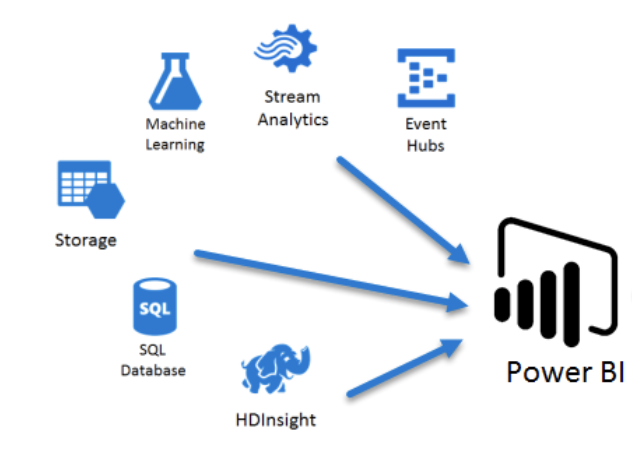 Stream
Analytics
Machine
Learning
Event
Hubs
Storage
SQL
SQL
Database
HDInsight
Power BI